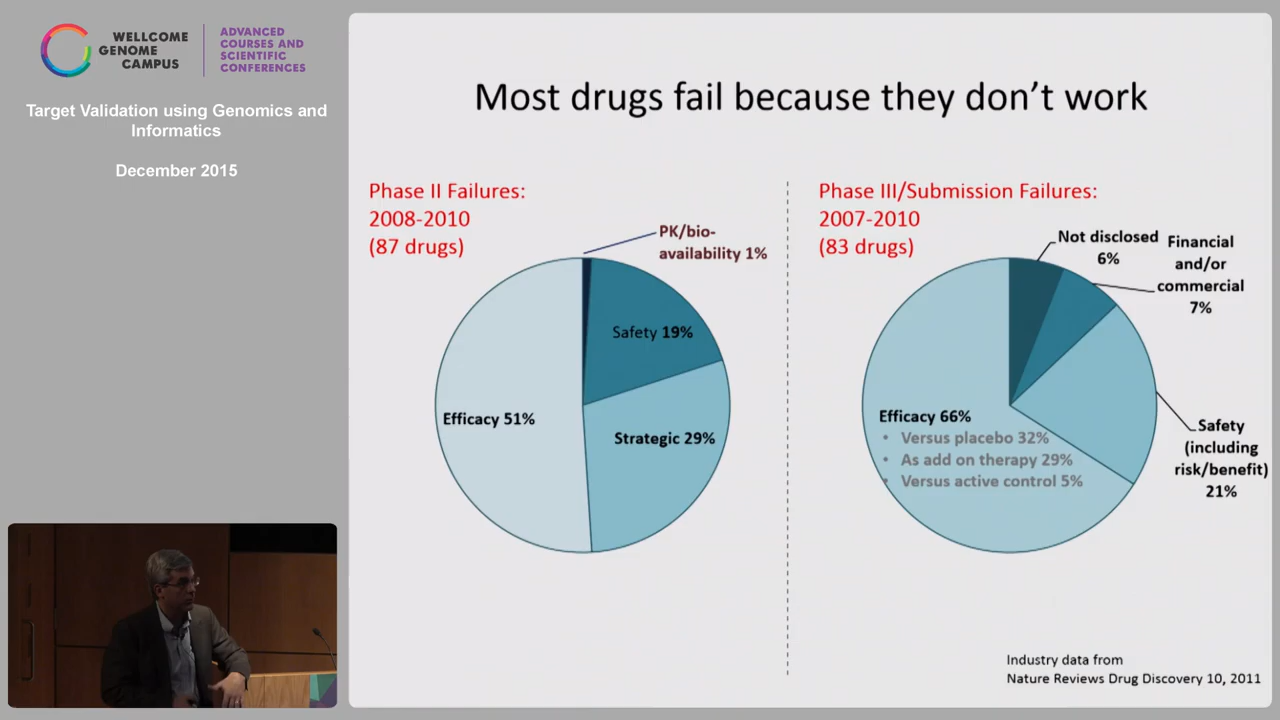 WELLCOME
GENOME
CAMPUS
ADVANCED
COURSES AND
SCIENTIFIC
CONFERENCES
Target Validation using Genomics and
Informatics
December 2015
Most drugs fail because they don't work
Phase II Failures:
2008-2010
(87 drugs)
PK/bio-
availability 1%
Safety 19%
Efficacy 51%
Strategic 29%
Phase III/Submission Failures:
2007-2010
(83 drugs)
Not disclosed
6%
Financial
and/or
commercial
7%
Efficacy 66%
• Versus placebo 32%
• As add on therapy 29%
• Versus active control 5%
Safety
(including
risk/benefit)
21%
Industry data from
Nature Reviews Drug Discovery 10, 2011